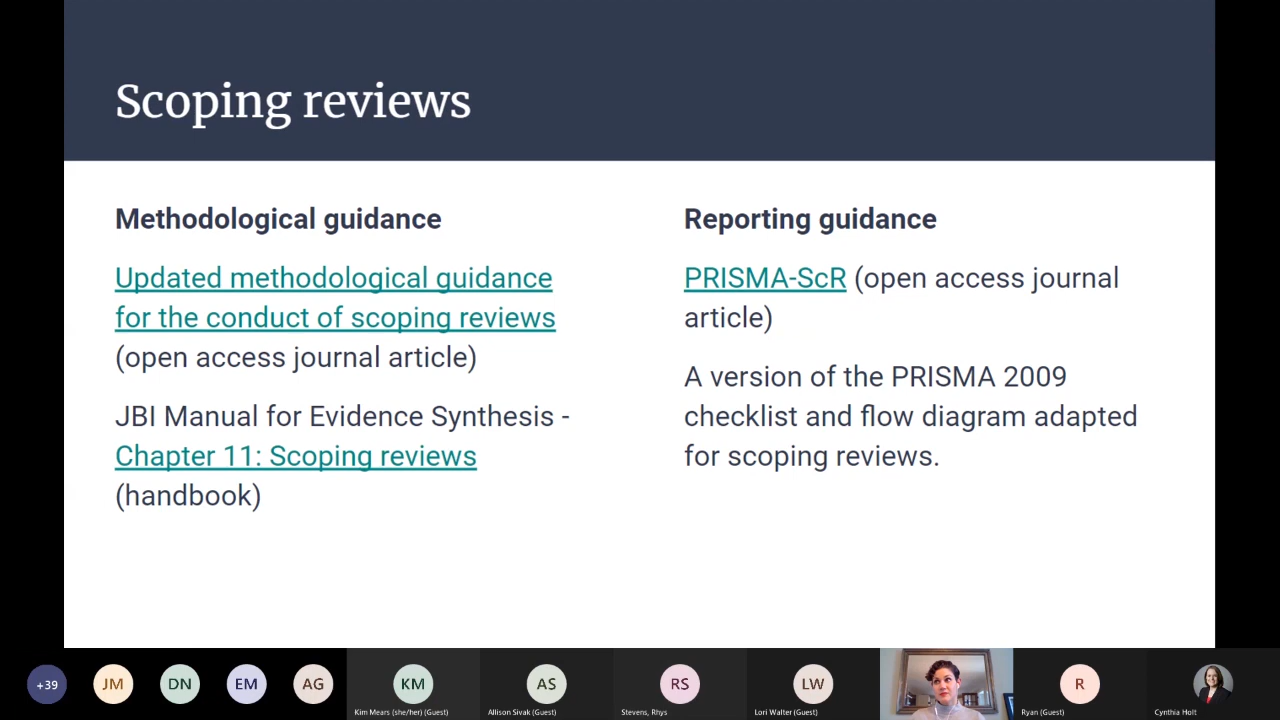 Scoping reviews
Methodological guidance
Updated methodological guidance
for the conduct of scoping reviews
(open access journal article)
JBI Manual for Evidence Synthesis -
Chapter 11: Scoping reviews
(handbook)
Reporting guidance
PRISMA-ScR (open access journal
article)
A version of the PRISMA 2009
checklist and flow diagram adapted
for scoping reviews.
+39
JM
DN
EM
AG
KM
Kim Mears (she/her) (Guest)
AS
Allison Sivak (Guest)
RS
Stevens, Rhys
LW
Lori Walter (Guest)
R
Ryan (Guest)
Cynthia Holt